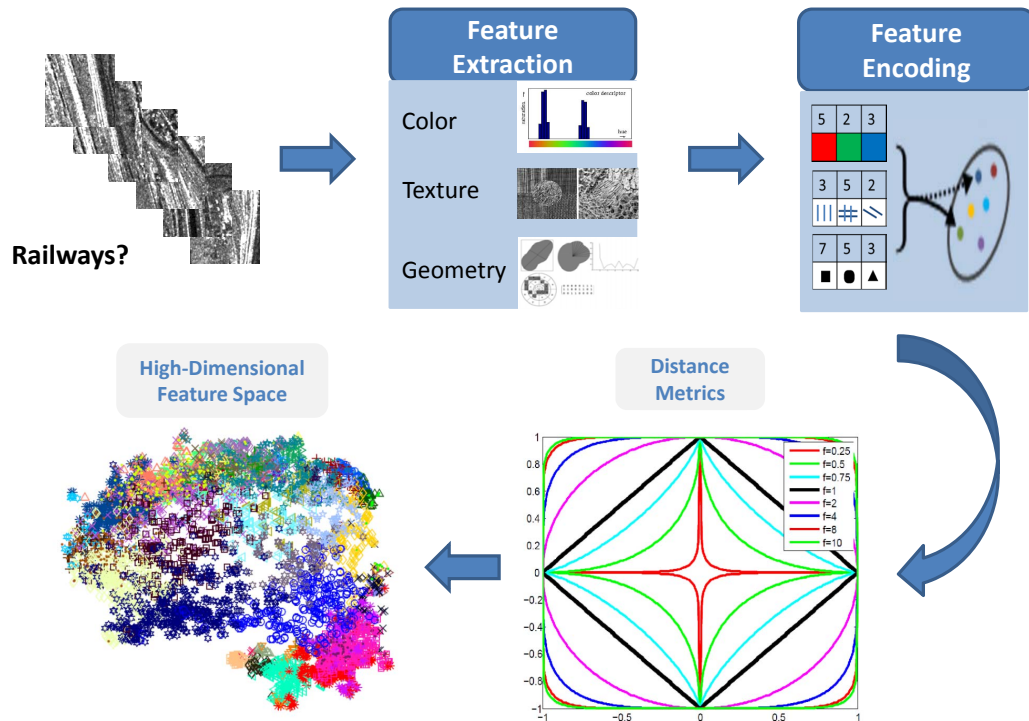 Feature
Extraction
Feature
Encoding
Railways?
Color
color descriptor
saturation
hue
Texture
Geometry
5 2 3
3 5 2
7 5 3
High-Dimensional
Feature Space
Distance
Metrics
f=0.25
f=0.5
f=0.75
f=1
f=2
f=4
f=8
f=10
1
0.8
0.6
0.4
0.2
0
−0.2
−0.4
−0.6
−0.8
−1
−1 −0.5 0 0.5 1